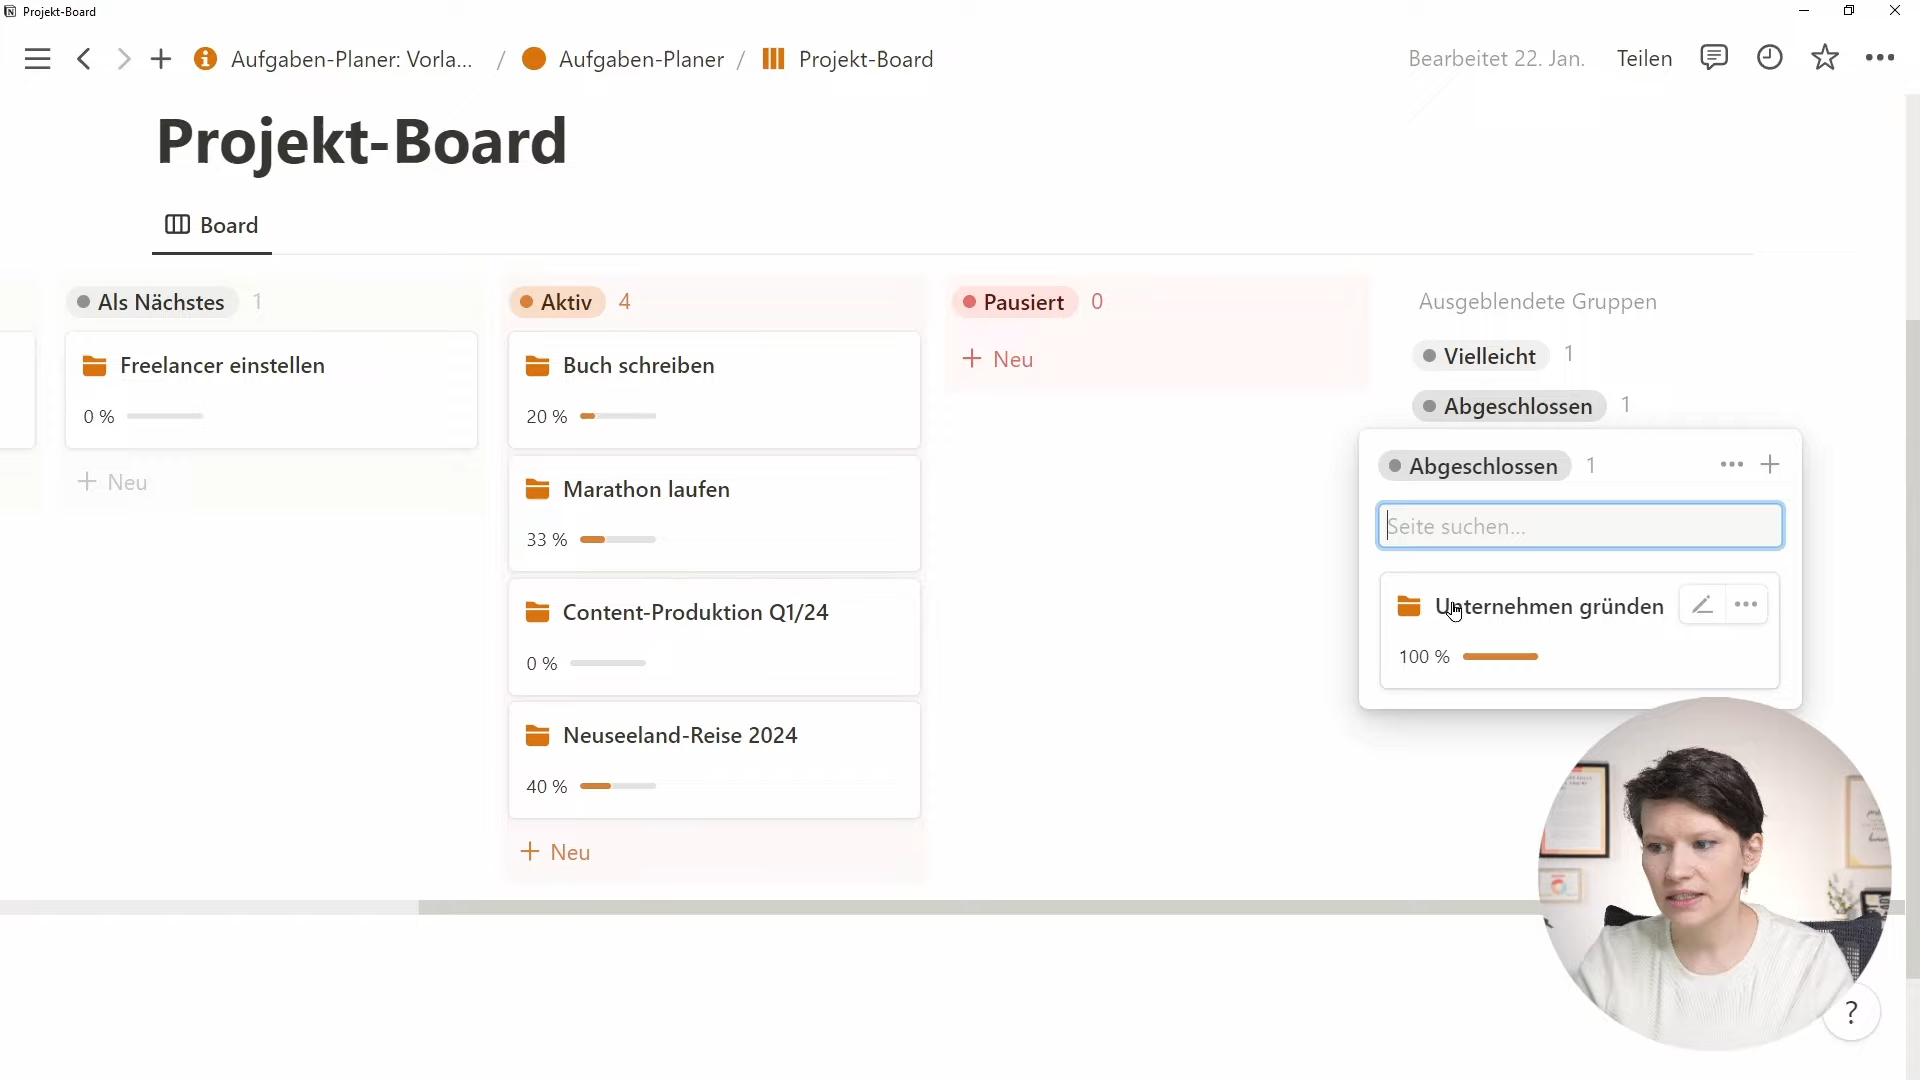 Projekt-Board
Aufgaben-Planer: Vorla... / Aufgaben-Planer / Projekt-Board
Bearbeitet 22. Jan. Teilen
Projekt-Board
Board
Als Nächstes 1
Freelancer einstellen
0 %
+ Neu
Aktiv 4
Buch schreiben
20 %
Marathon laufen
33 %
Content-Produktion Q1/24
0 %
Neuseeland-Reise 2024
40 %
+ Neu
Pausiert 0
+ Neu
Ausgeblendete Gruppen
Vielleicht 1
Abgeschlossen 1
Abgeschlossen 1
Seite suchen...
Unternehmen gründen
100 %
?